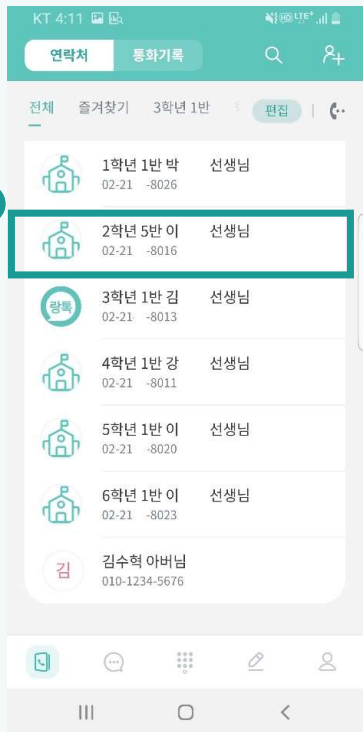 KT 4:11
LTE+
연락처 통화기록
전체 즐겨찾기 3학년 1반 편집
1학년 1반 박 선생님
02-21 -8026
2학년 5반 이 선생님
02-21 -8016
랑톡
3학년 1반 김 선생님
02-21- -8013
4학년 1반 강 선생님
02-21 -8011
5학년 1반 이 선생님
02-21 -8020
6학년 1반 이 선생님
02-21 -8023
김
김수혁 아버님
010-1234-5676